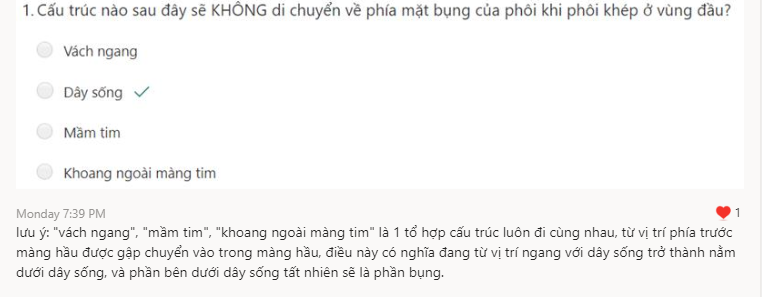 1. Cấu trúc nào sau đây sẽ KHÔNG di chuyển về phía mặt bụng của phôi khi phôi khép ở vùng đầu?
Vách ngang
Dây sống
Mầm tim
Khoang ngoài màng tim
Monday 7:39 PM
1
lưu ý: "vách ngang", "mầm tim", "khoang ngoài màng tim" là 1 tổ hợp cấu trúc luôn đi cùng nhau, từ vị trí phía trước
màng hầu được gập chuyển vào trong màng hầu, điều này có nghĩa đang từ vị trí ngang với dây sống trở thành nằm
dưới dây sống, và phần bên dưới dây sống tất nhiên sẽ là phần bụng.